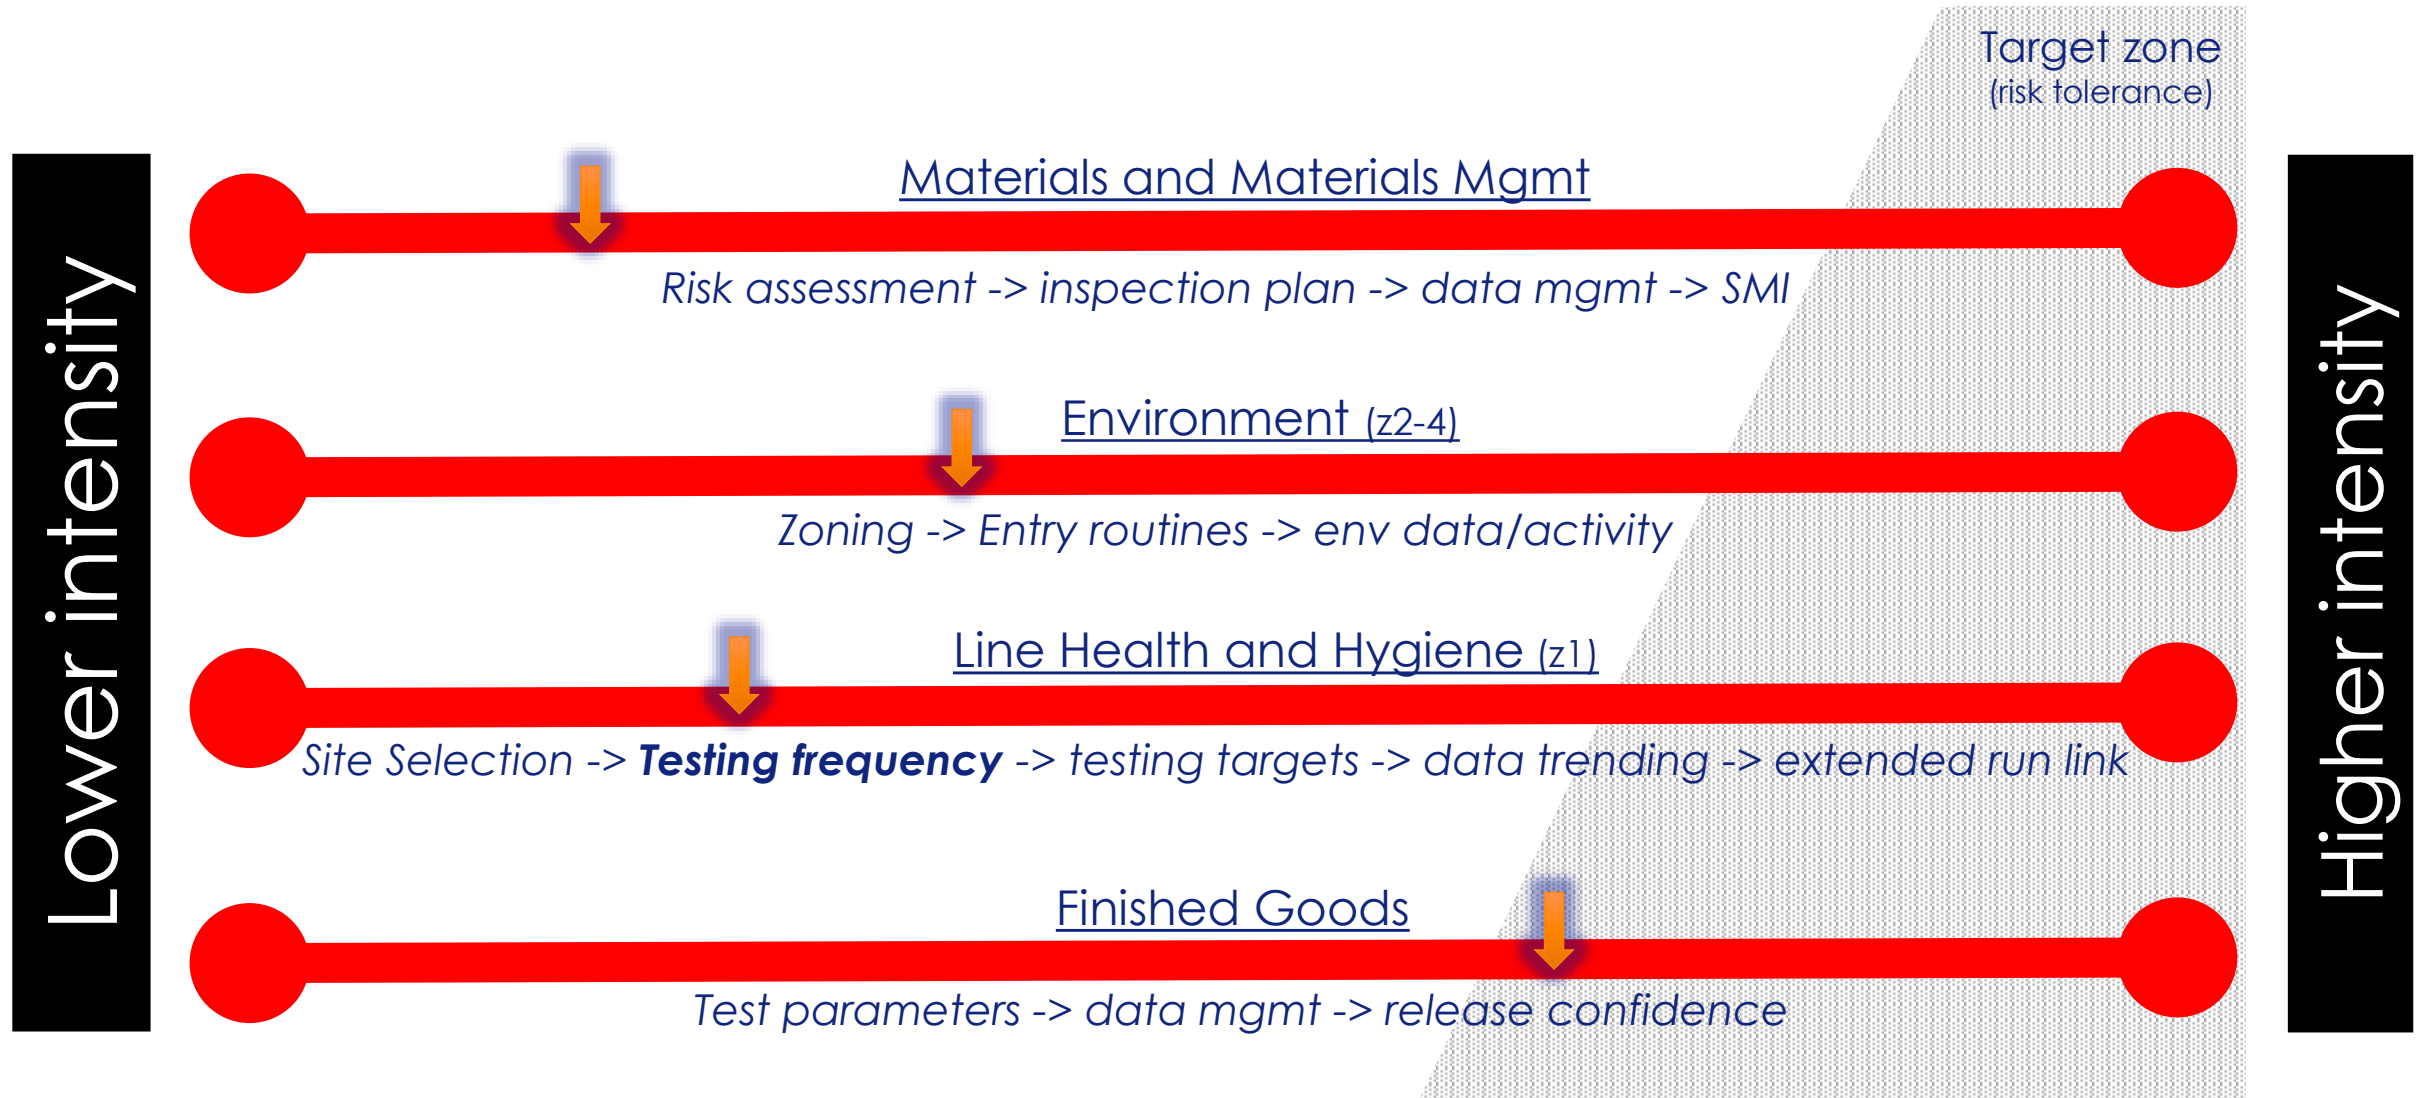 Target zone
(risk tolerance)
Lower intensity
Higher intensity
Materials and Materials Mgmt
Risk assessment -> inspection plan -> data mgmt -> SMI
Environment (z2-4)
Zoning -> Entry routines -> env data/activity
Line Health and Hygiene (z1)
Site Selection -> Testing frequency -> testing targets -> data trending -> extended run link
Finished Goods
Test parameters -> data mgmt -> release confidence